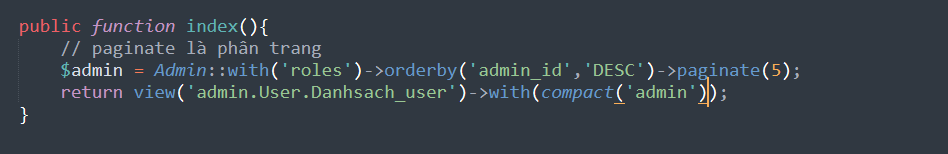 public function index(){
// paginate là phân trang
$admin = Admin::with('roles')->orderby('admin_id','DESC')->paginate(5);
return view('admin.User.Danhsach_user')->with(compact('admin'));
}